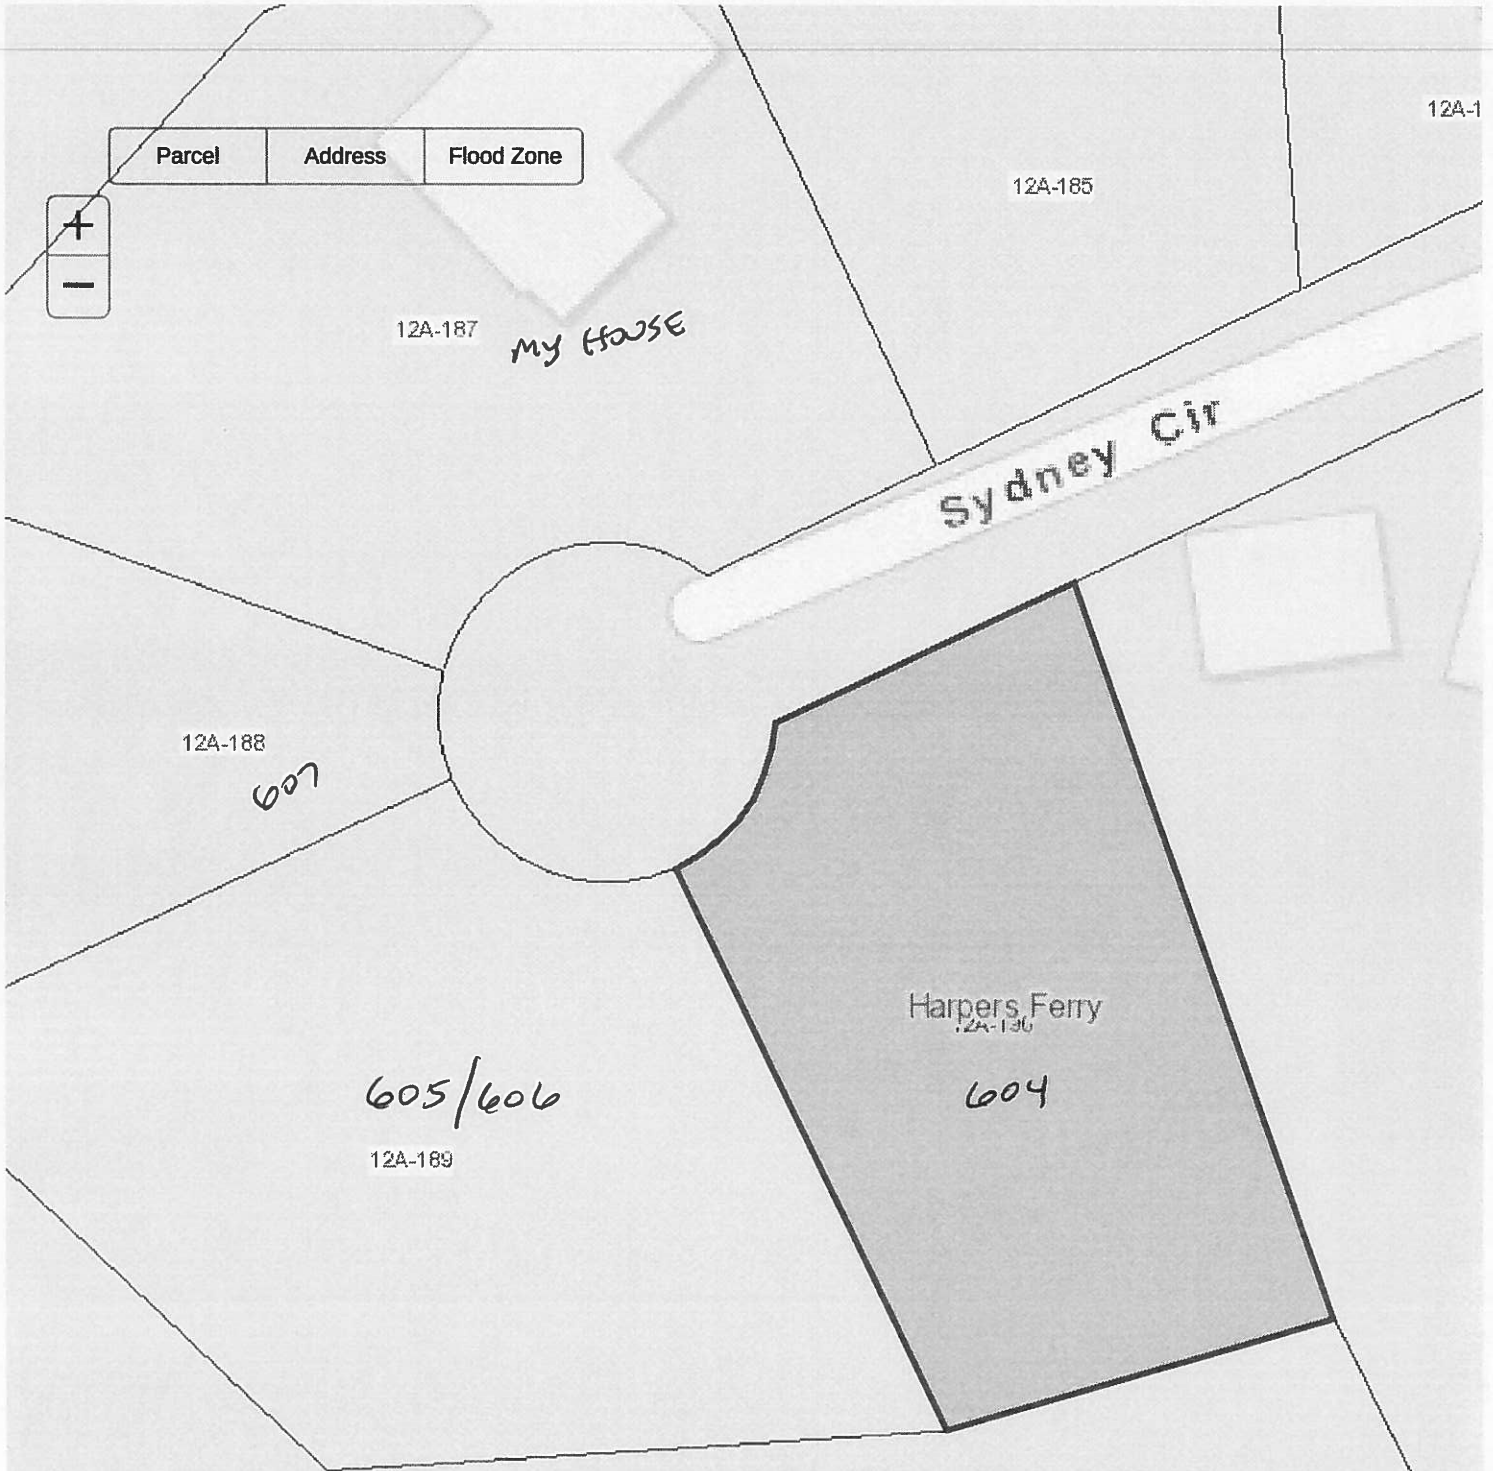 12A-1
Parcel Address Flood Zone
12A-185
+
−
12A-187
My HOUSE
Sydney Cir
12A-188
607
Harpers Ferry
605/606
604
12A-189